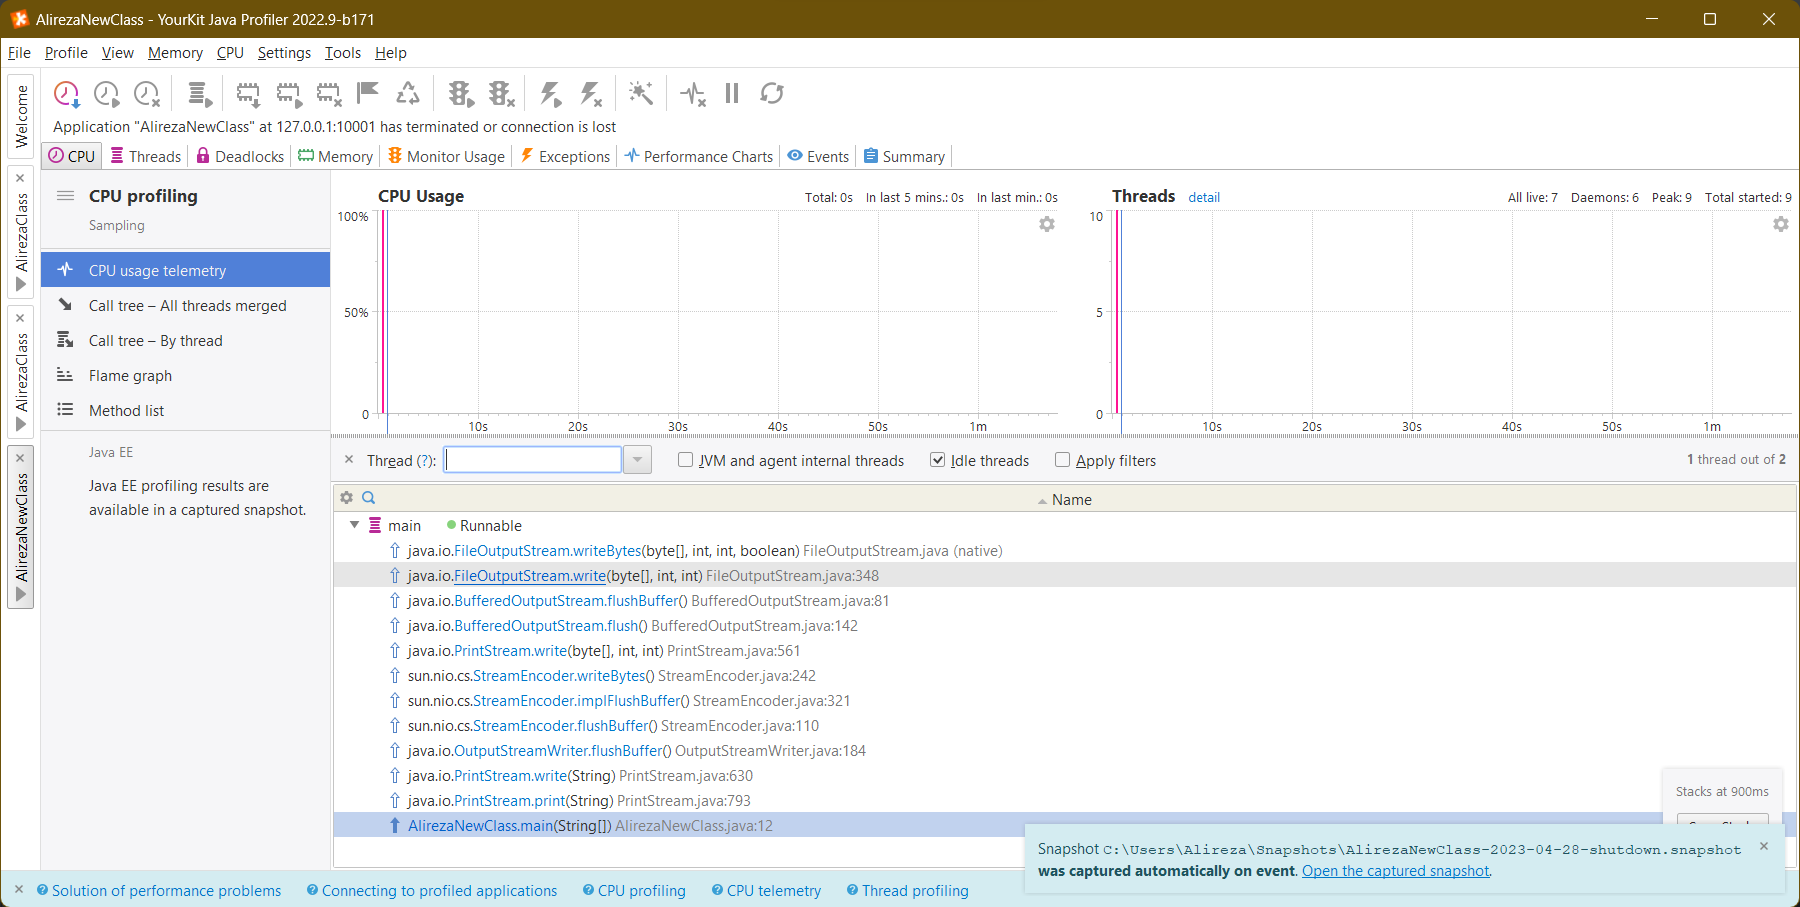 AlirezaNewClass - YourKit Java Profiler 2022.9-b171
File Profile View Memory CPU Settings Tools Help
Welcome
AlirezaClass
AlirezaClass
AlirezaNewClass
Application "AlirezaNewClass" at 127.0.0.1:10001 has terminated or connection is lost
CPU Threads Deadlocks Memory Monitor Usage Exceptions Performance Charts Events Summary
CPU profiling
Sampling
CPU usage telemetry
Call tree – All threads merged
Call tree – By thread
Flame graph
Method list
Java EE
Java EE profiling results are
available in a captured snapshot.
CPU Usage Total: 0s In last 5 mins.: 0s In last min.: 0s
100%
50%
0
10s 20s 30s 40s 50s 1m
Threads detail All live: 7 Daemons: 6 Peak: 9 Total started: 9
10
5
0
10s 20s 30s 40s 50s 1m
Thread (?): JVM and agent internal threads Idle threads Apply filters 1 thread out of 2
Name
main Runnable
java.io.FileOutputStream.writeBytes(byte[], int, int, boolean) FileOutputStream.java (native)
java.io.FileOutputStream.write(byte[], int, int) FileOutputStream.java:348
java.io.BufferedOutputStream.flushBuffer() BufferedOutputStream.java:81
java.io.BufferedOutputStream.flush() BufferedOutputStream.java:142
java.io.PrintStream.write(byte[], int, int) PrintStream.java:561
sun.nio.cs.StreamEncoder.writeBytes() StreamEncoder.java:242
sun.nio.cs.StreamEncoder.implFlushBuffer() StreamEncoder.java:321
sun.nio.cs.StreamEncoder.flushBuffer() StreamEncoder.java:110
java.io.OutputStreamWriter.flushBuffer() OutputStreamWriter.java:184
java.io.PrintStream.write(String) PrintStream.java:630
java.io.PrintStream.print(String) PrintStream.java:793
AlirezaNewClass.main(String[]) AlirezaNewClass.java:12
Stacks at 900ms
Snapshot C:\Users\Alireza\Snapshots\AlirezaNewClass-2023-04-28-shutdown.snapshot
was captured automatically on event. Open the captured snapshot.
Solution of performance problems Connecting to profiled applications CPU profiling CPU telemetry Thread profiling